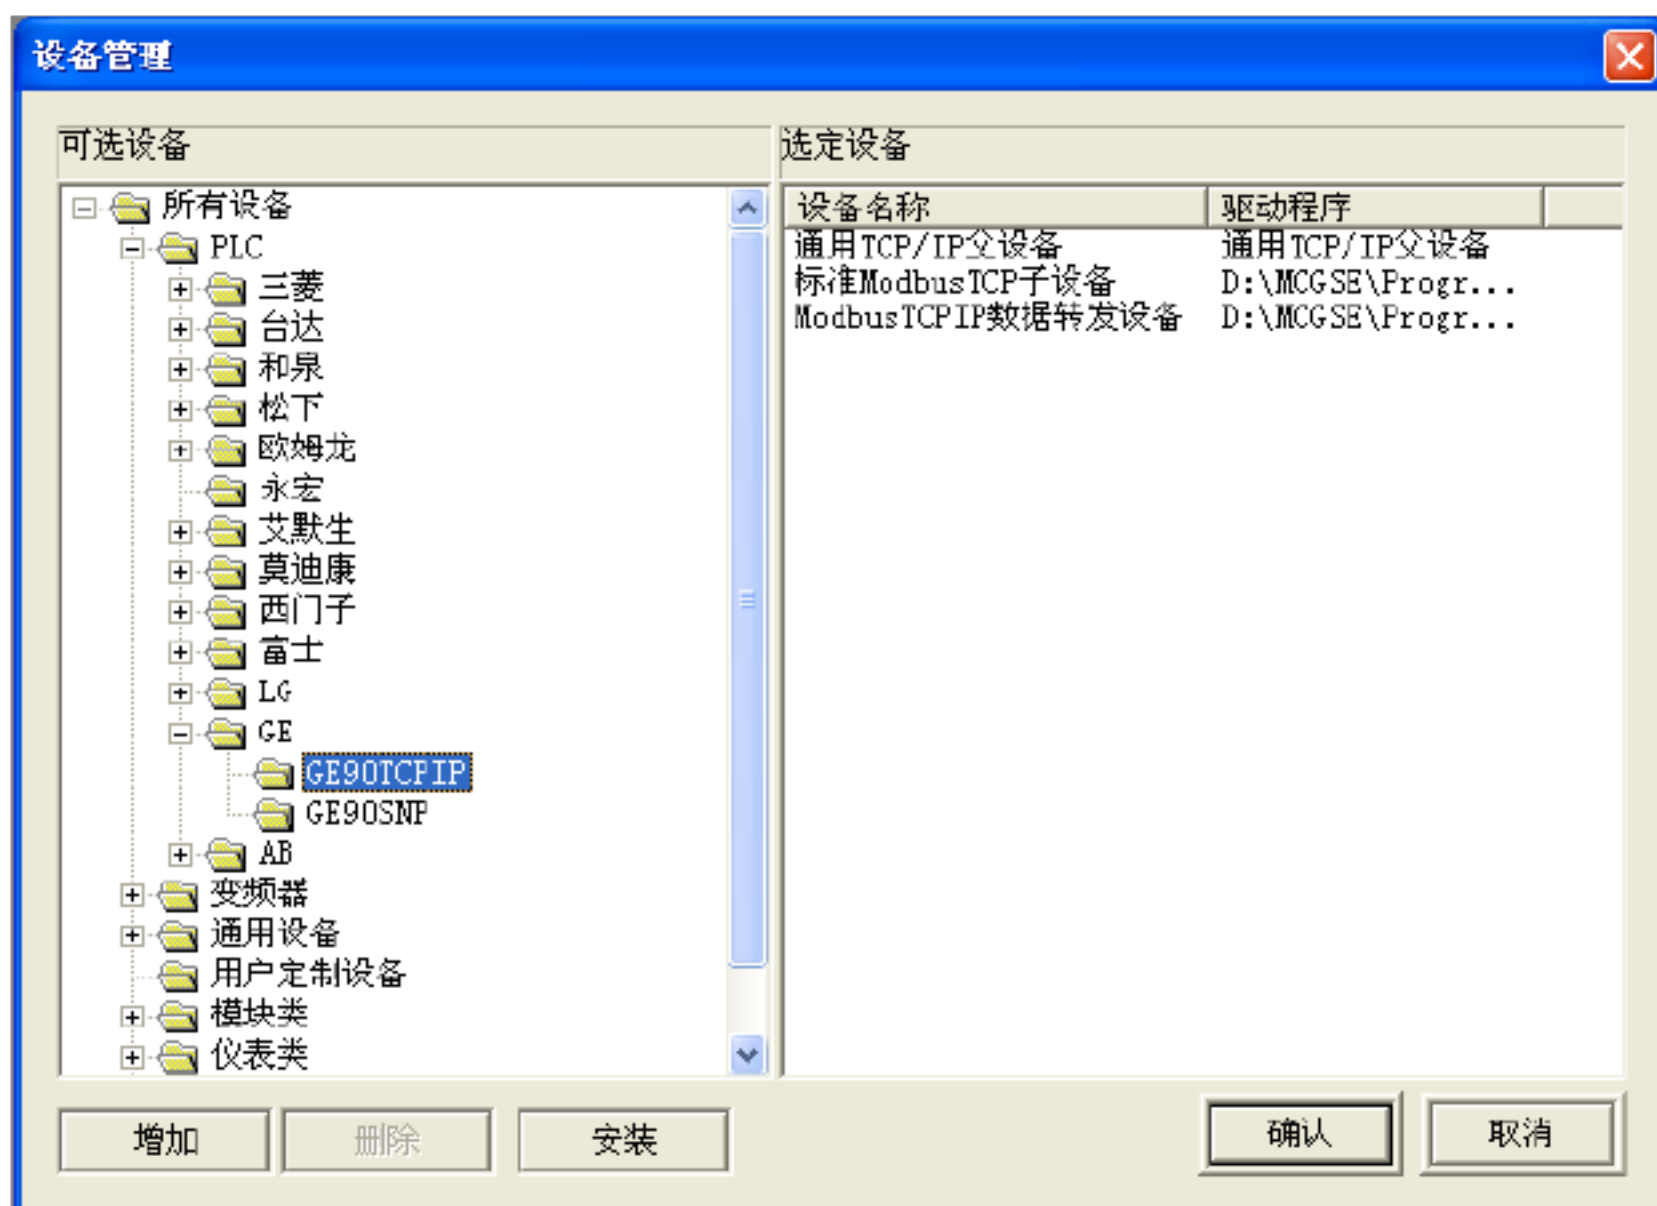 设备管理
可选设备
所有设备
PLC
三菱
台达
和泉
松下
欧姆龙
永宏
艾默生
莫迪康
西门子
富士
LG
GE
GE90TCPIP
GE90SNP
AB
变频器
通用设备
用户定制设备
模块类
仪表类
选定设备
设备名称 驱动程序
通用TCP/IP父设备 通用TCP/IP父设备
标准ModbusTCP子设备 D:\MCGSE\Progr...
ModbusTCPIP数据转发设备 D:\MCGSE\Progr...
增加 删除 安装 确认 取消